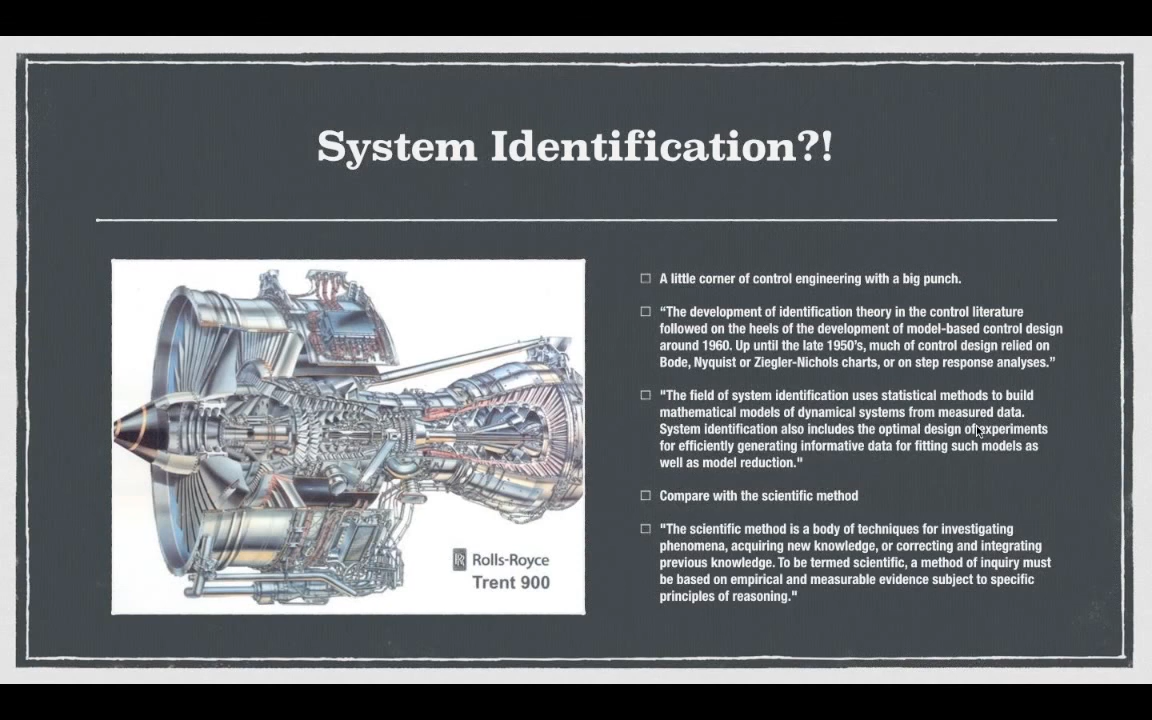 System Identification?!
A little corner of control engineering with a big punch.
“The development of identification theory in the control literature
followed on the heels of the development of model-based control design
around 1960. Up until the late 1950’s, much of control design relied on
Bode, Nyquist or Ziegler-Nichols charts, or on step response analyses.”
"The field of system identification uses statistical methods to build
mathematical models of dynamical systems from measured data.
System identification also includes the optimal design of experiments
for efficiently generating informative data for fitting such models as
well as model reduction."
Compare with the scientific method
"The scientific method is a body of techniques for investigating
phenomena, acquiring new knowledge, or correcting and integrating
previous knowledge. To be termed scientific, a method of inquiry must
be based on empirical and measurable evidence subject to specific
principles of reasoning."
Rolls-Royce
Trent 900